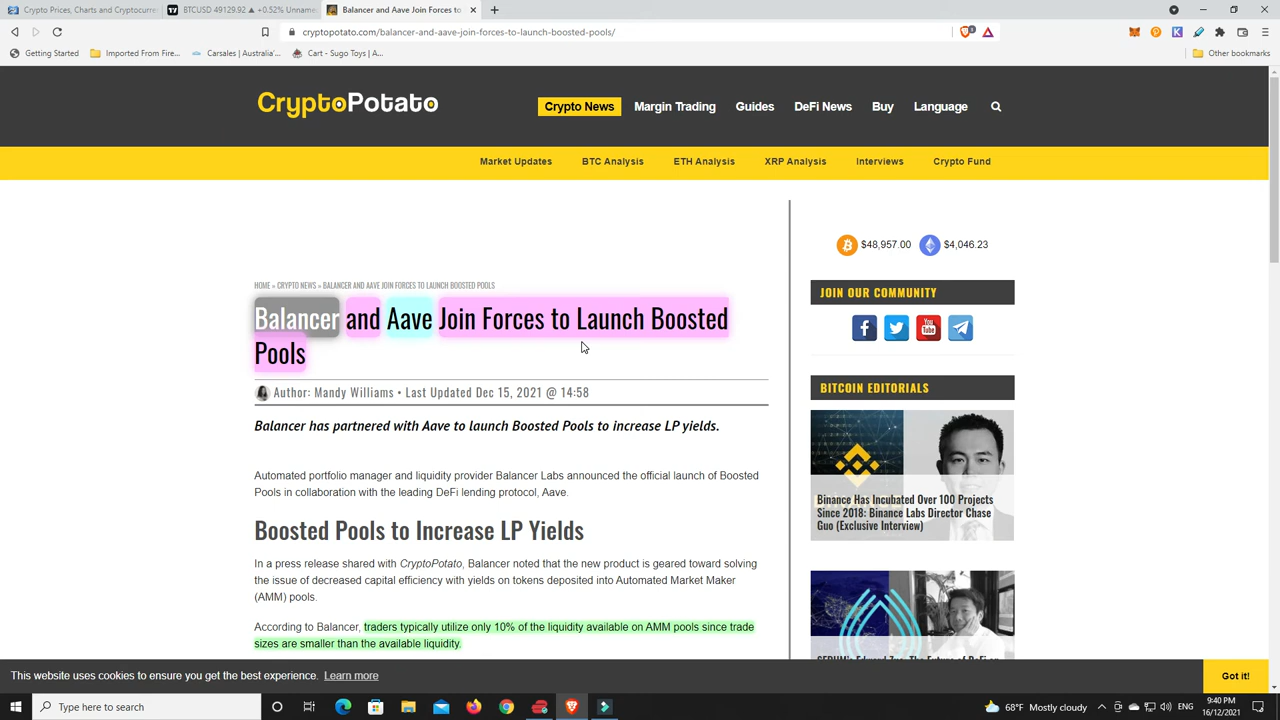 Crypto Prices, Charts and Cryptocurre
BTCUSD 49129.92 ▲ +0.52% Unname
Balancer and Aave Join Forces to
cryptopotato.com/balancer-and-aave-join-forces-to-launch-boosted-pools/
Getting Started
Imported From Fire...
Carsales | Australia'...
Cart - Sugo Toys | A...
Other bookmarks
CryptoPotato
Crypto News
Margin Trading
Guides
DeFi News
Buy
Language
Market Updates
BTC Analysis
ETH Analysis
XRP Analysis
Interviews
Crypto Fund
$48,957.00
$4,046.23
HOME » CRYPTO NEWS » BALANCER AND AAVE JOIN FORCES TO LAUNCH BOOSTED POOLS
Balancer and Aave Join Forces to Launch Boosted
Pools
Author: Mandy Williams • Last Updated Dec 15, 2021 @ 14:58
Balancer has partnered with Aave to launch Boosted Pools to increase LP yields.
Automated portfolio manager and liquidity provider Balancer Labs announced the official launch of Boosted
Pools in collaboration with the leading DeFi lending protocol, Aave.
Boosted Pools to Increase LP Yields
In a press release shared with CryptoPotato, Balancer noted that the new product is geared toward solving
the issue of decreased capital efficiency with yields on tokens deposited into Automated Market Maker
(AMM) pools.
According to Balancer, traders typically utilize only 10% of the liquidity available on AMM pools since trade
sizes are smaller than the available liquidity.
JOIN OUR COMMUNITY
You
Tube
BITCOIN EDITORIALS
Binance Has Incubated Over 100 Projects
Since 2018: Binance Labs Director Chase
Guo (Exclusive Interview)
This website uses cookies to ensure you get the best experience. Learn more
Got it!
Type here to search
68°F Mostly cloudy
ENG
9:40 PM
16/12/2021